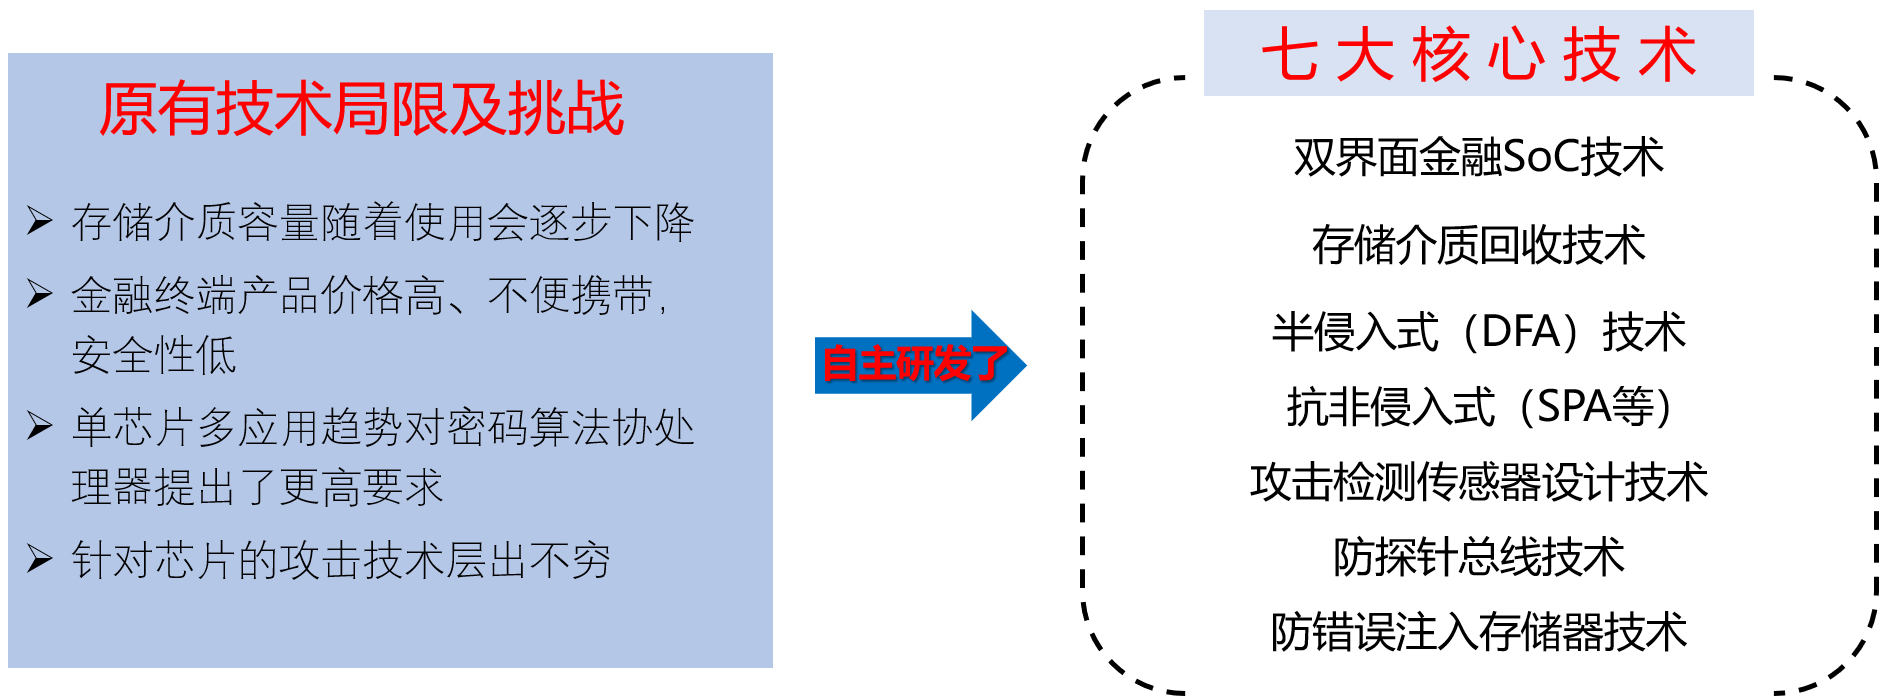 原有技术局限及挑战
存储介质容量随着使用会逐步下降
金融终端产品价格高、不便携带，
安全性低
单芯片多应用趋势对密码算法协处
理器提出了更高要求
针对芯片的攻击技术层出不穷
自主研发了
七大核心技术
双界面金融SoC技术
存储介质回收技术
半侵入式（DFA）技术
抗非侵入式（SPA等）
攻击检测传感器设计技术
防探针总线技术
防错误注入存储器技术